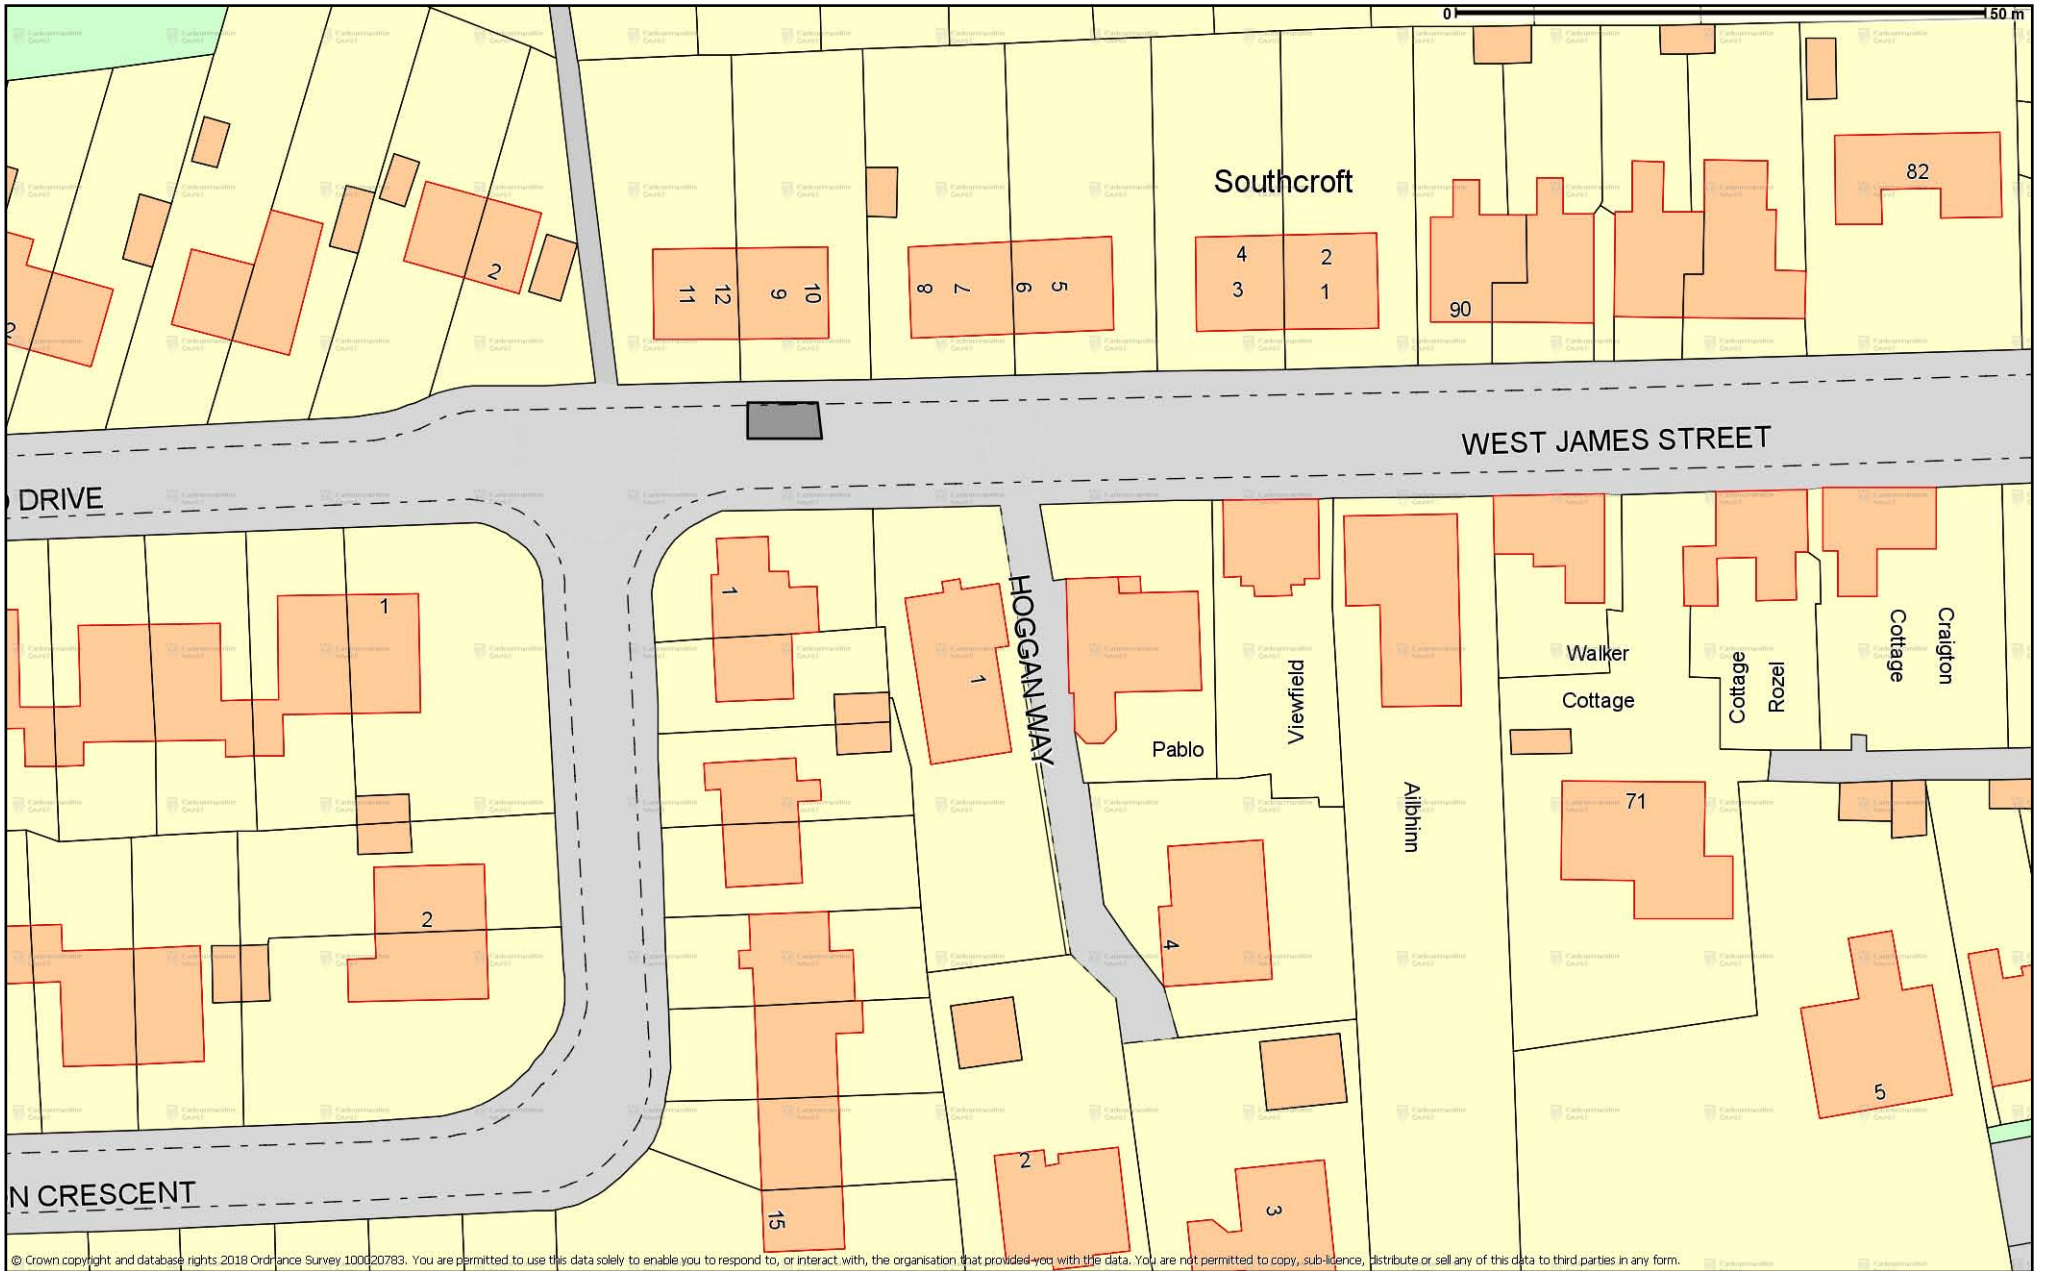 0 50 m
Southcroft
82
2
11 12 9 10
8 7 6 5
4 2
3 1
90
WEST JAMES STREET
DRIVE
1
1
1
HOGGAN WAY
Pablo
Viewfield
Ailbhinn
Walker
Cottage
Rozel
Cottage
Craigton
Cottage
71
2
4
5
N CRESCENT
2
3
15
© Crown copyright and database rights 2018 Ordnance Survey 100020783. You are permitted to use this data solely to enable you to respond to, or interact with, the organisation that provided you with the data. You are not permitted to copy, sub-licence, distribute or sell any of this data to third parties in any form.